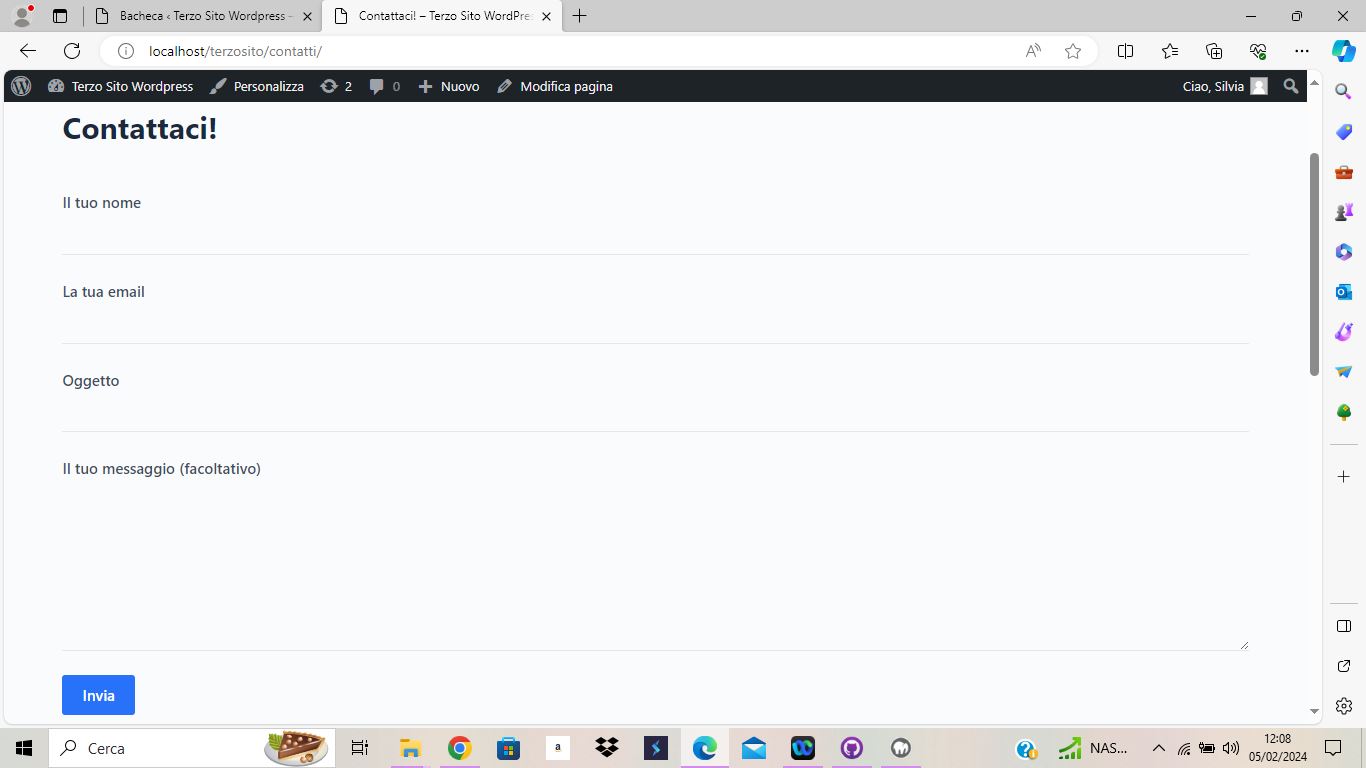 Bacheca ‹ Terzo Sito Wordpress –
Contattaci! – Terzo Sito WordPre
localhost/terzosito/contatti/
Terzo Sito Wordpress Personalizza 2 0 Nuovo Modifica pagina Ciao, Silvia
Contattaci!
Il tuo nome
La tua email
Oggetto
Il tuo messaggio (facoltativo)
Invia
Cerca
a
NAS...
12:08
05/02/2024